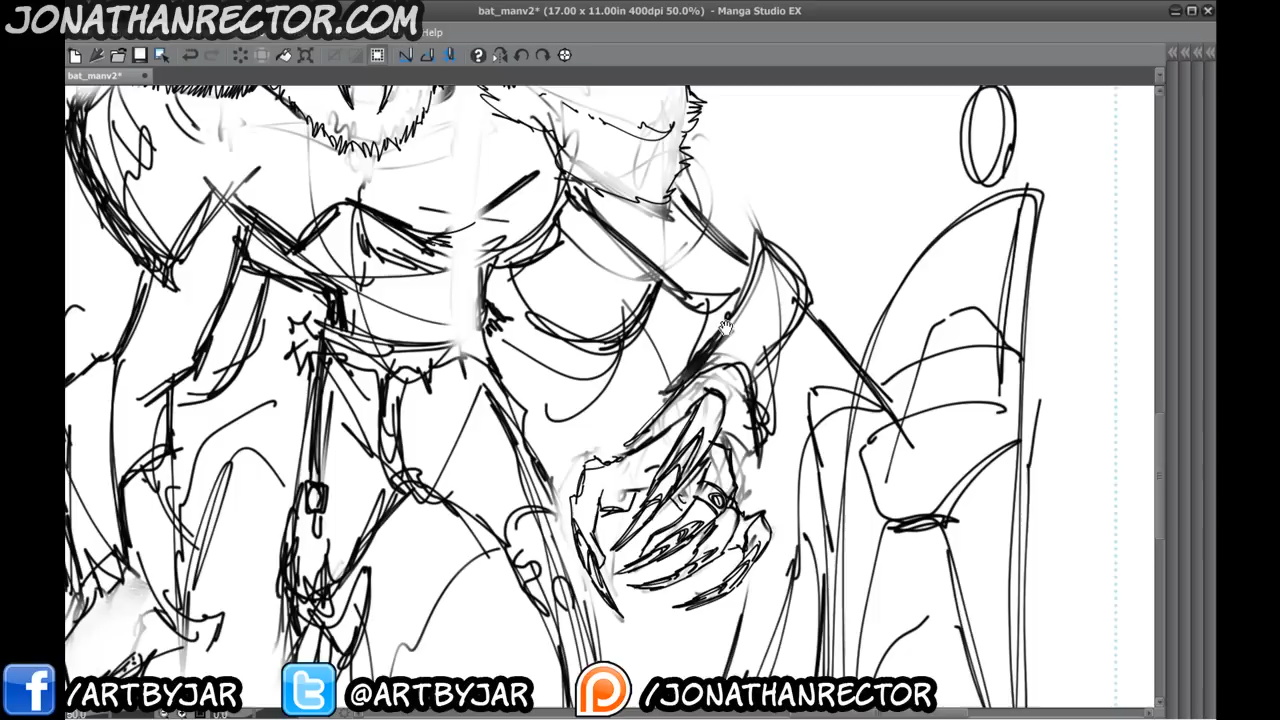 JONATHANRECTOR.COM
bat_manv2* (17.00 x 11.00in 400dpi 50.0%) - Manga Studio EX
Help
bat_manv2*
/ARTBYJAR
@ARTBYJAR
/JONATHANRECTOR